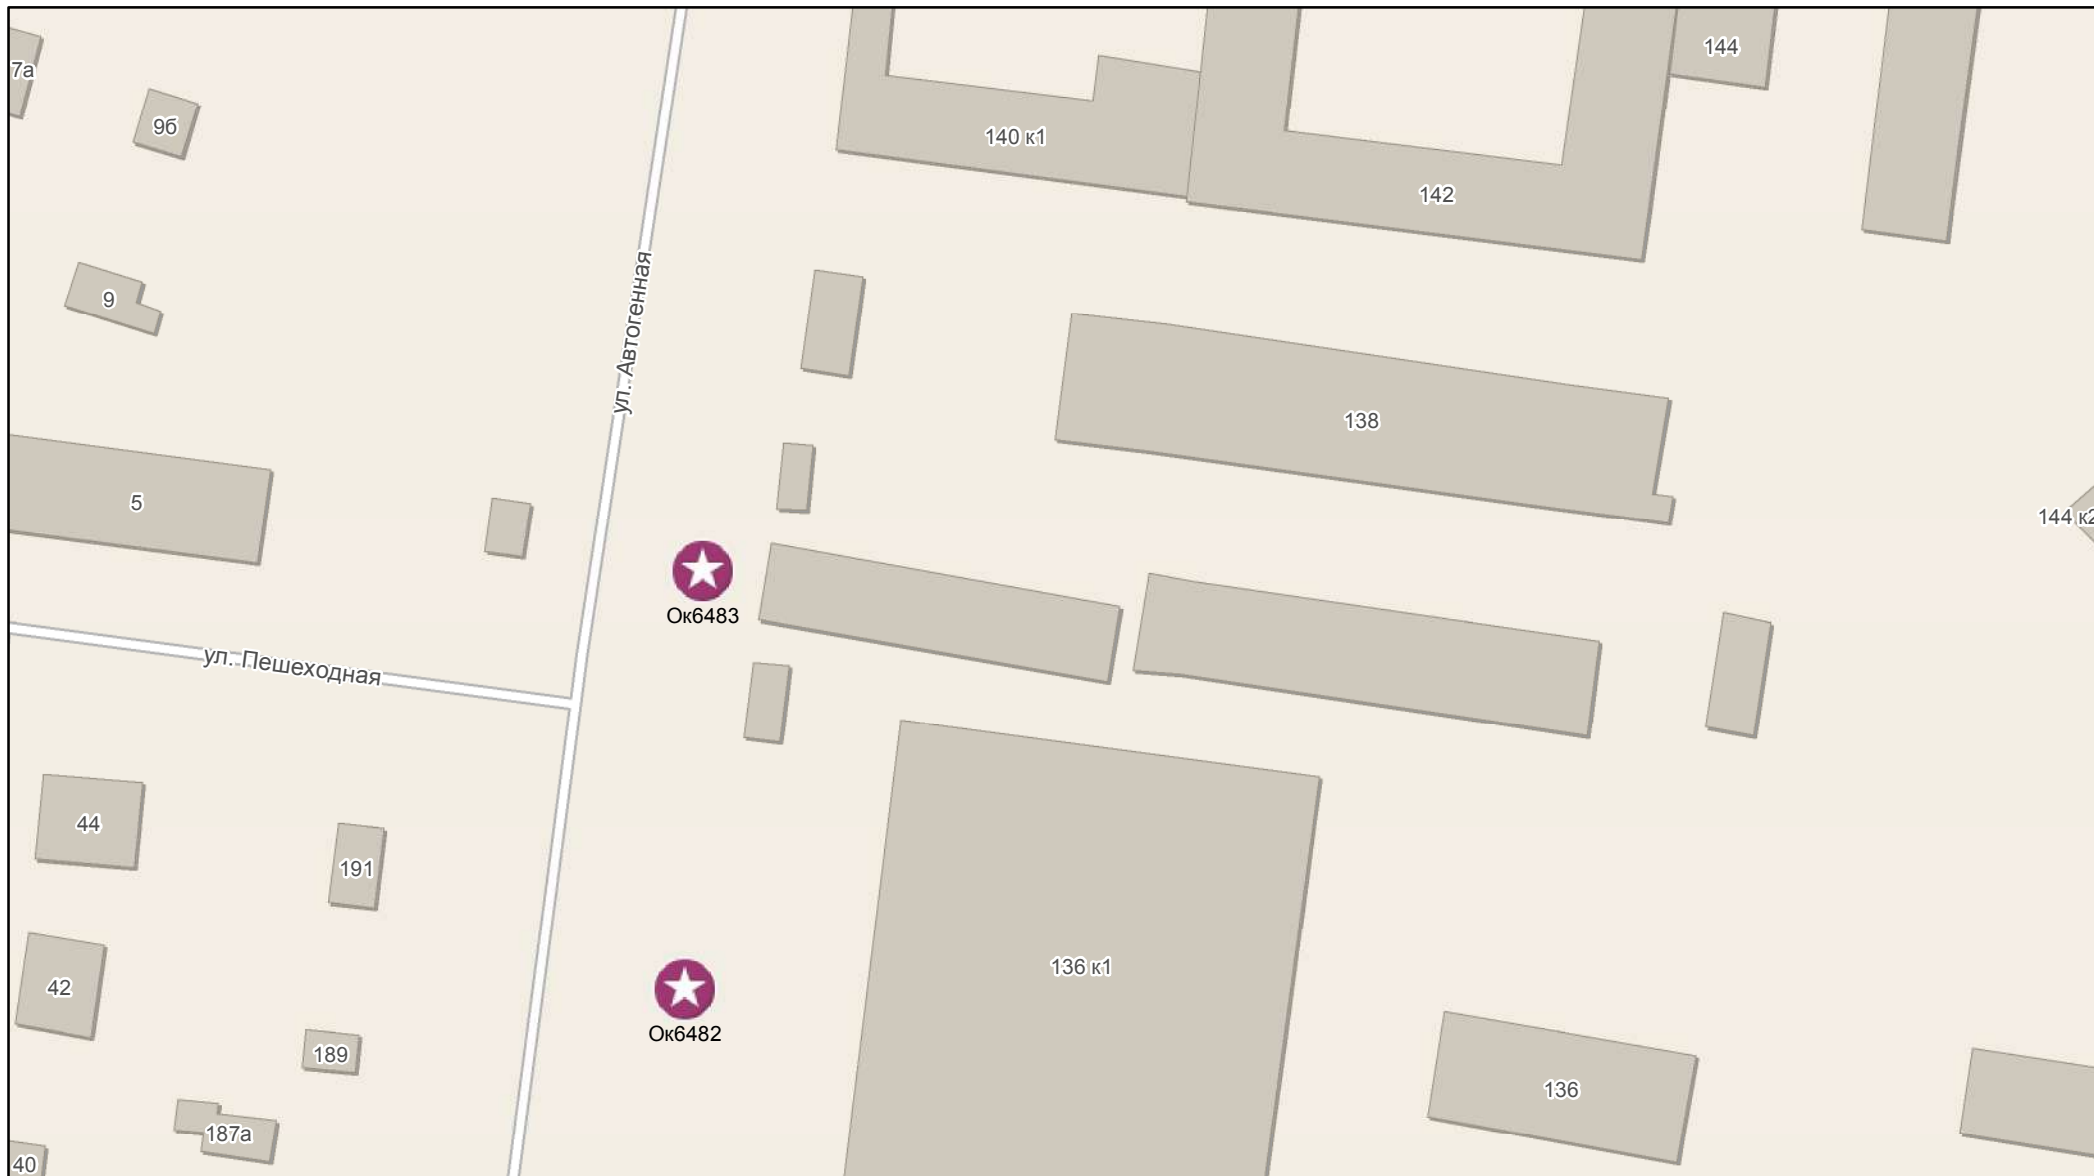 144
7а
9б
140 к1
142
9
ул. Автогенная
138
5
144 к2
Ок6483
ул. Пешеходная
44
191
136 к1
42
Ок6482
189
136
187а
40